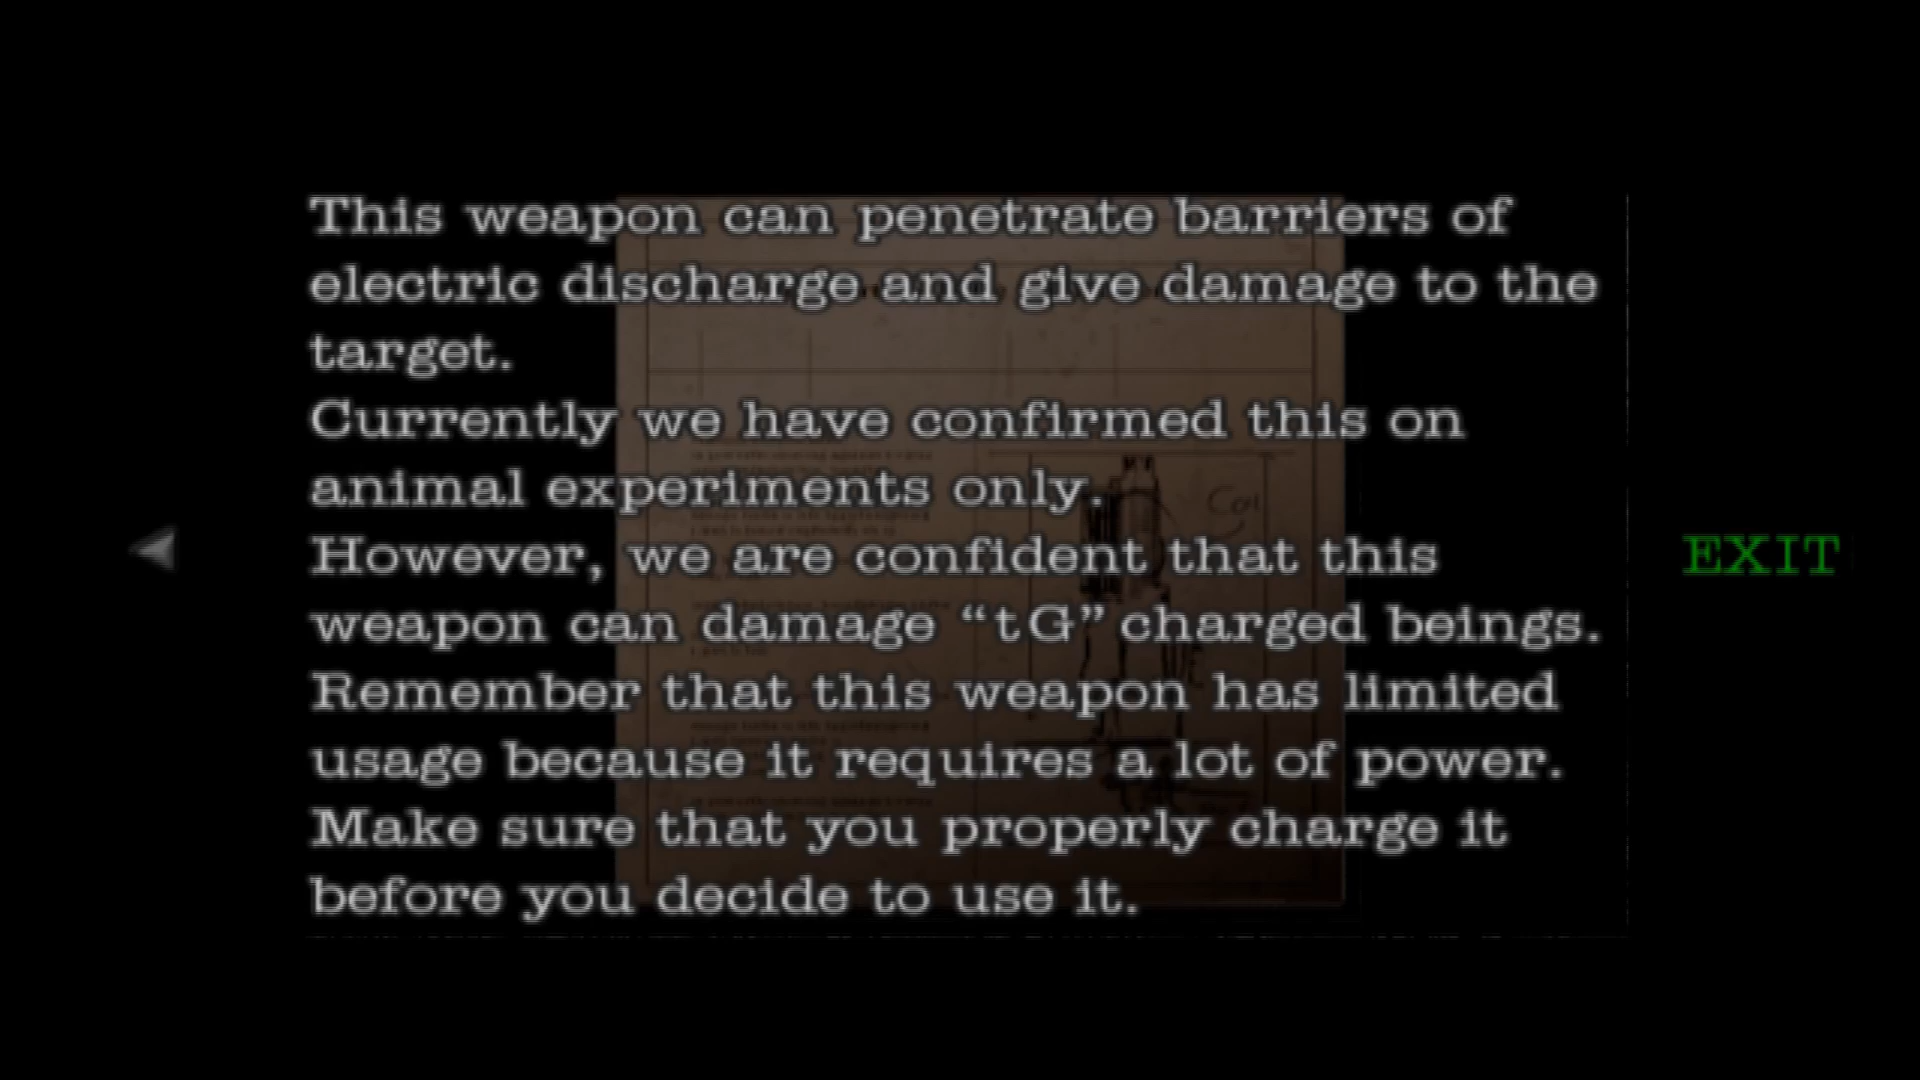 This weapon can penetrate barriers of
electric discharge and give damage to the
target.
Currently we have confirmed this on
animal experiments only.
However, we are confident that this
weapon can damage “tG” charged beings.
Remember that this weapon has limited
usage because it requires a lot of power.
Make sure that you properly charge it
before you decide to use it.
EXIT